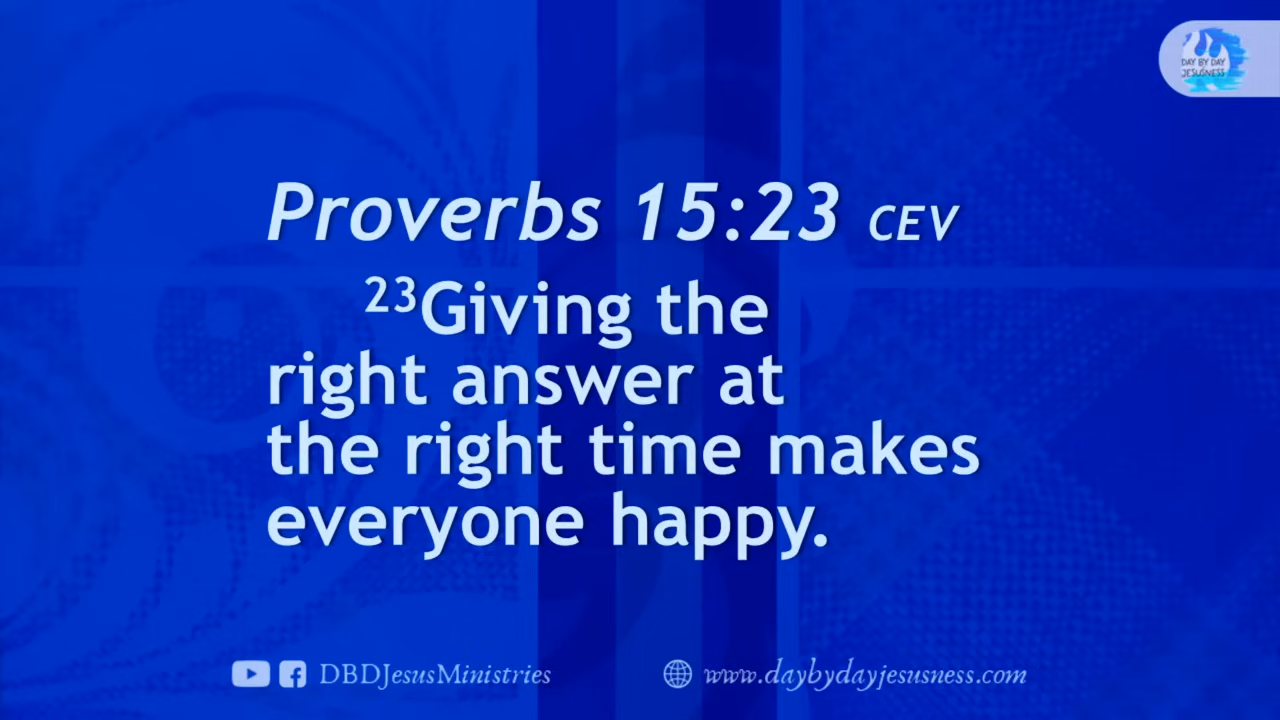 DAY BY DAY
JESUSNESS
Proverbs 15:23 CEV
²³Giving the
right answer at
the right time makes
everyone happy.
DBDJesusMinistries
www.daybydayjesusness.com